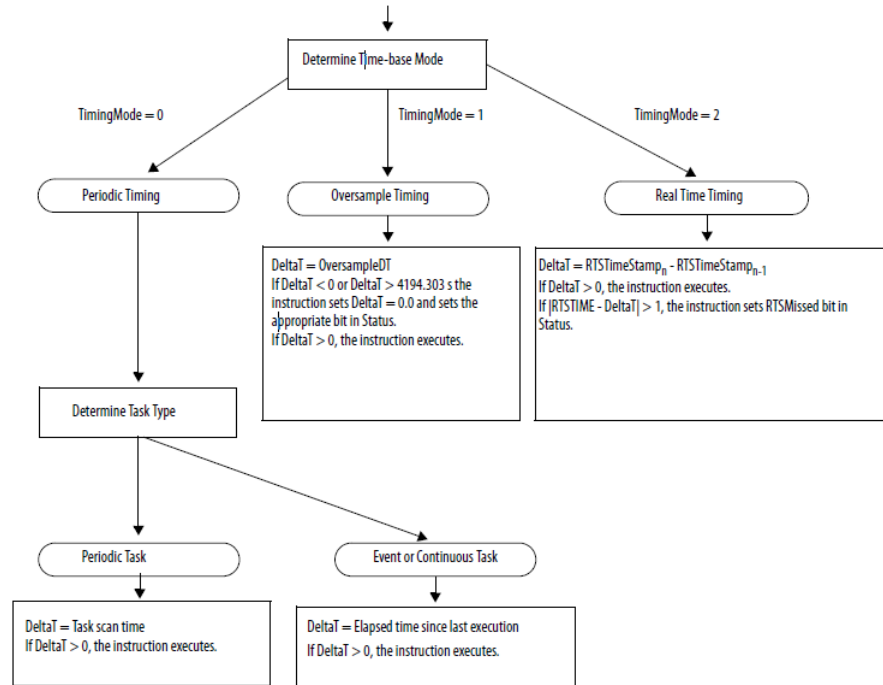 Determine Time-base Mode
TimingMode = 0
TimingMode = 1
TimingMode = 2
Periodic Timing
Oversample Timing
Real Time Timing
DeltaT = OversampleDT
If DeltaT < 0 or DeltaT > 4194.303 s the
instruction sets DeltaT = 0.0 and sets the
appropriate bit in Status.
If DeltaT > 0, the instruction executes.
DeltaT = RTSTimeStampn - RTSTimeStampn-1
If DeltaT > 0, the instruction executes.
If |RTSTIME - DeltaT| > 1, the instruction sets RTSMissed bit in
Status.
Determine Task Type
Periodic Task
Event or Continuous Task
DeltaT = Task scan time
If DeltaT > 0, the instruction executes.
DeltaT = Elapsed time since last execution
If DeltaT > 0, the instruction executes.